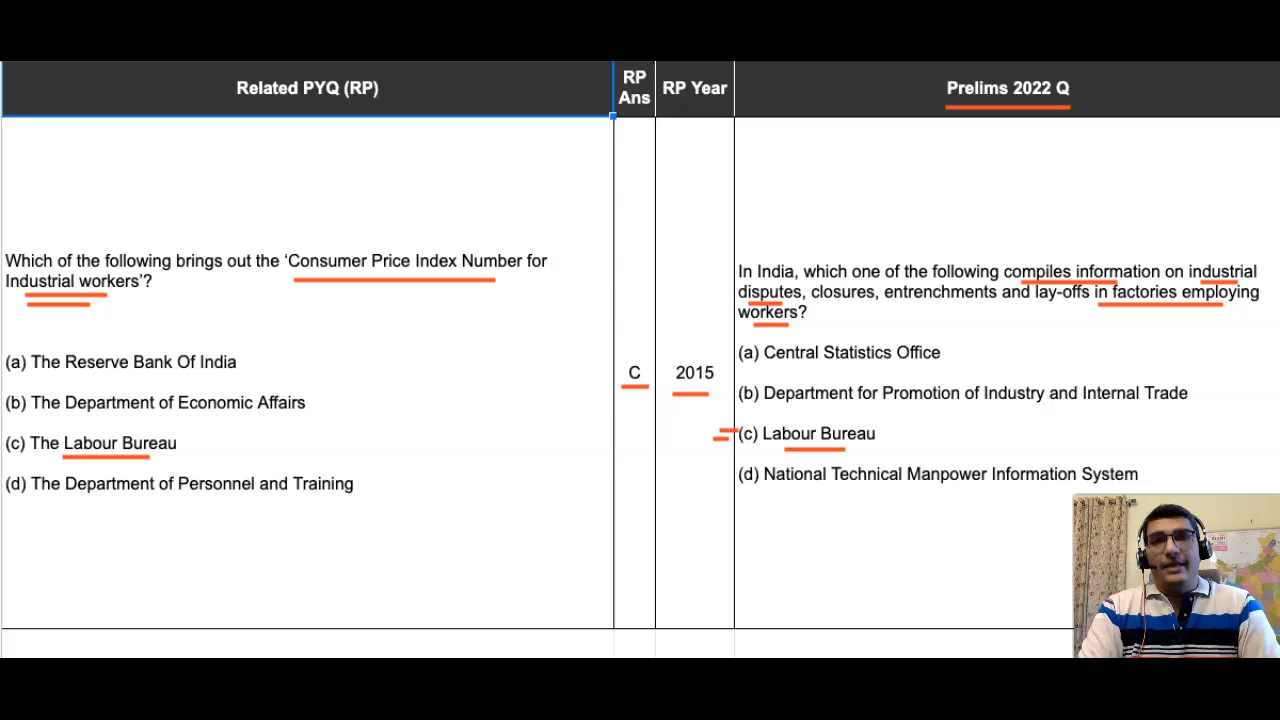 Related PYQ (RP)
RP
Ans
RP Year
Prelims 2022 Q
Which of the following brings out the ‘Consumer Price Index Number for
Industrial workers’?
(a) The Reserve Bank Of India
(b) The Department of Economic Affairs
(c) The Labour Bureau
(d) The Department of Personnel and Training
C
2015
In India, which one of the following compiles information on industrial
disputes, closures, entrenchments and lay-offs in factories employing
workers?
(a) Central Statistics Office
(b) Department for Promotion of Industry and Internal Trade
(c) Labour Bureau
(d) National Technical Manpower Information System